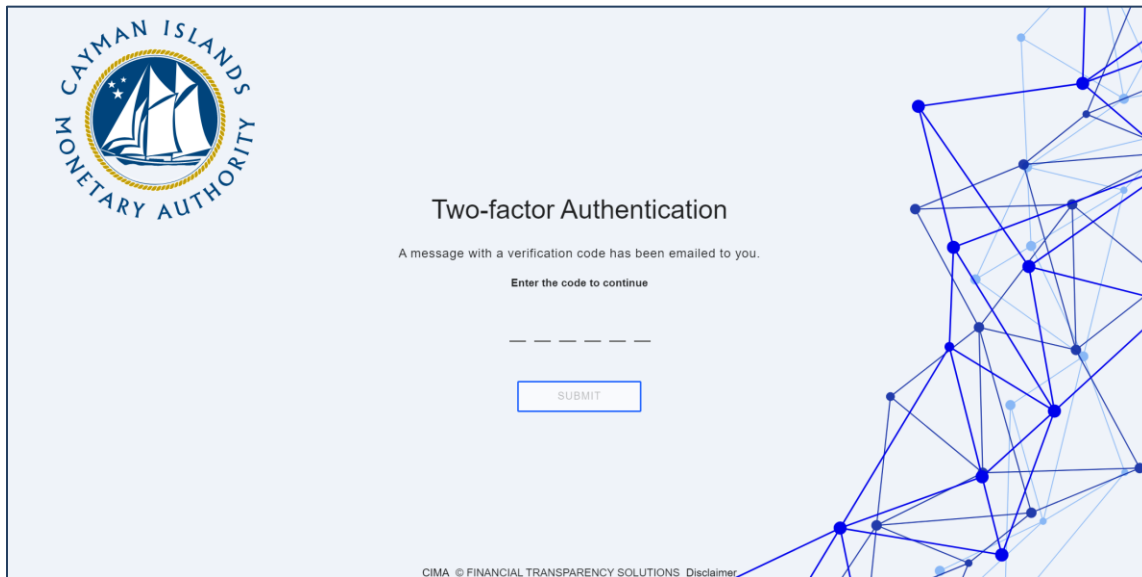 CAYMAN ISLANDS
MONETARY AUTHORITY
Two-factor Authentication
A message with a verification code has been emailed to you.
Enter the code to continue
SUBMIT
CIMA © FINANCIAL TRANSPARENCY SOLUTIONS Disclaimer